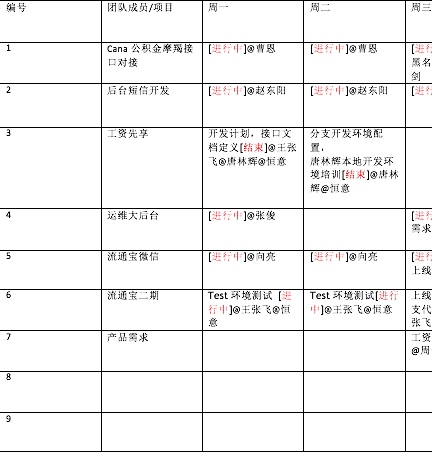 编号
团队成员/项目
周一
周二
周三
1
Cana 公积金摩羯接
口对接
[进行中]@曹恩
[进行中]@曹恩
[进行
黑名
剑
2
后台短信开发
[进行中]@赵东阳
[进行中]@赵东阳
[进行
3
工资先享
开发计划，接口文
档定义[结束]@王张
飞@唐林辉@恒意
分支开发环境配
置，
唐林辉本地开发环
境培训[结束]@唐林
辉@恒意
4
运维大后台
[进行中]@张俊
[进行
需求
5
流通宝微信
[进行中]@向亮
[进行中]@向亮
[进行
上线
6
流通宝二期
Test 环境测试 [进
行中]@王张飞@恒
意
Test 环境测试[进行
中]@王张飞@恒意
上线
支代
张飞
7
产品需求
工资
@周
8
9